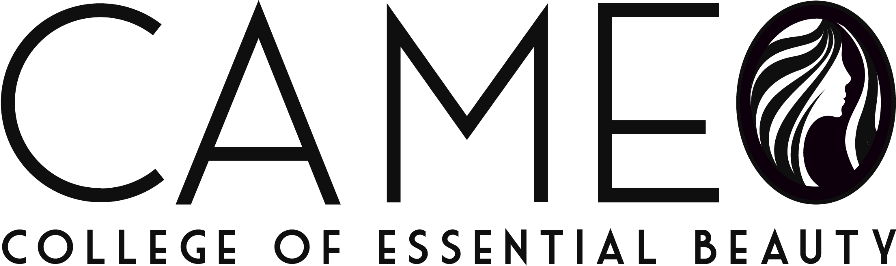 CAMEO
COLLEGE OF ESSENTIAL BEAUTY